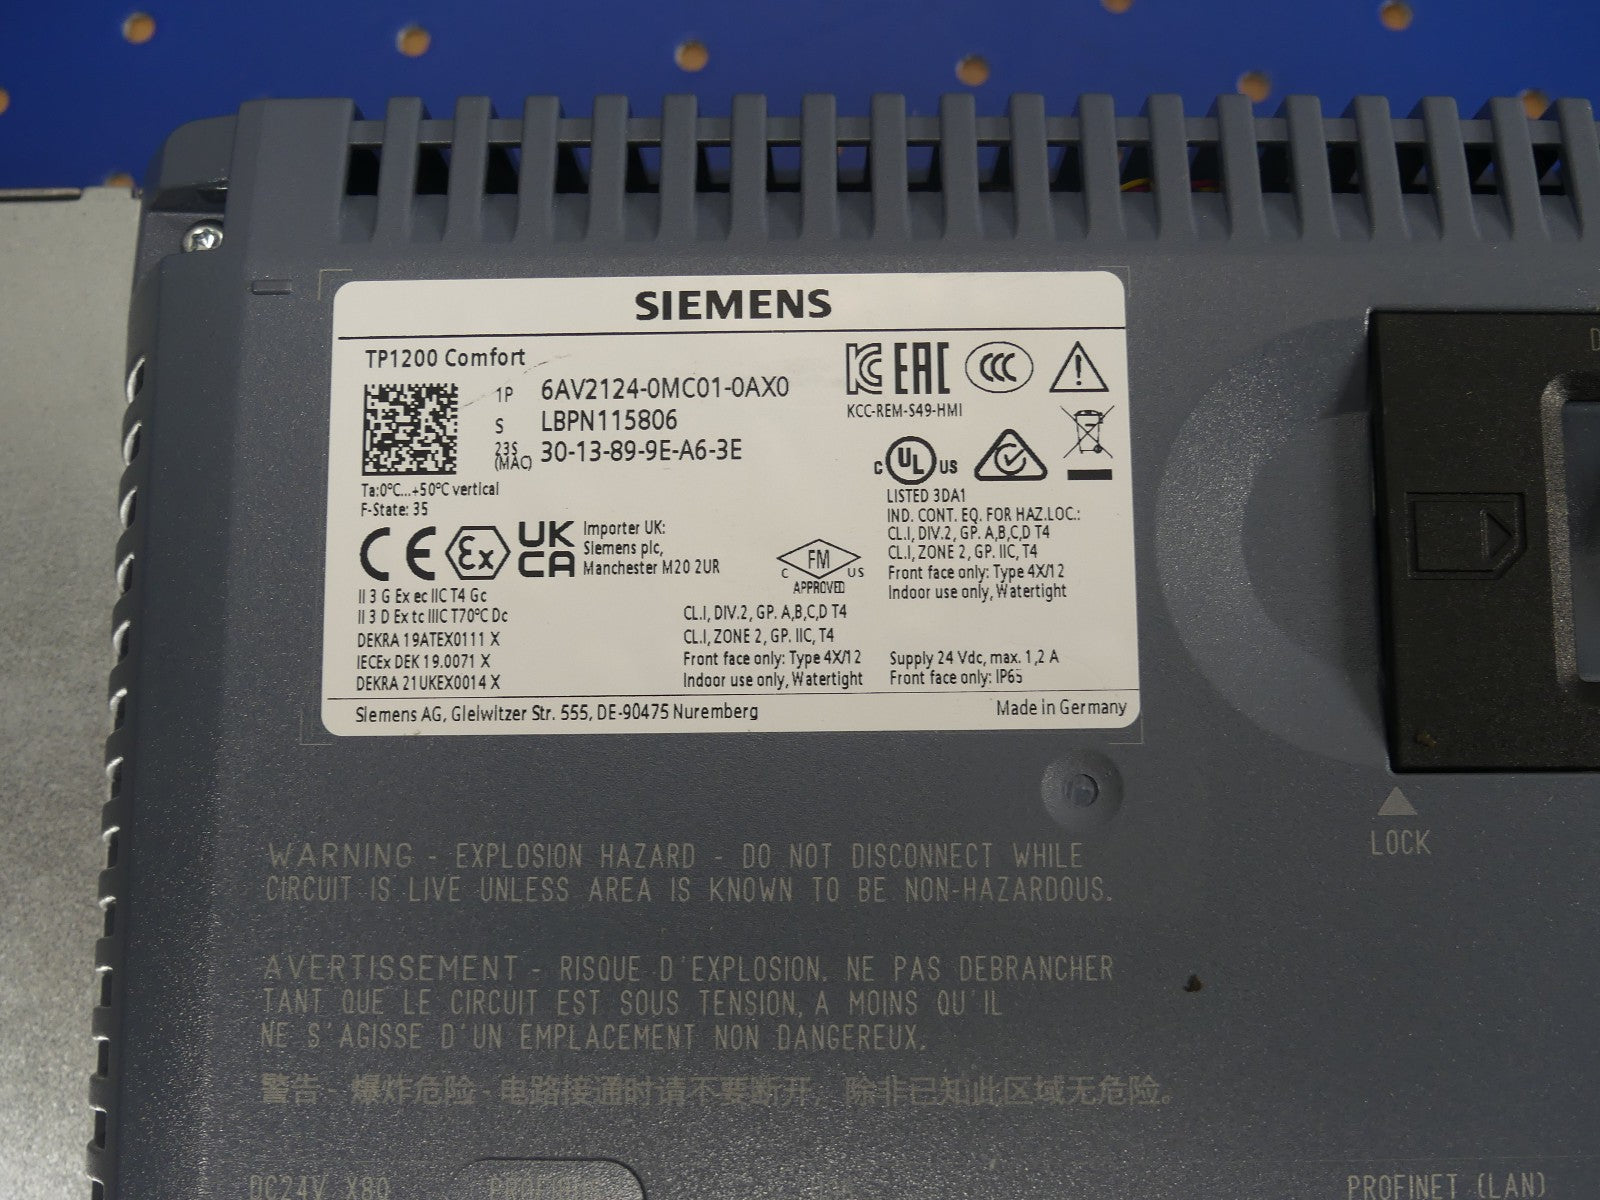 SIEMENS
TP1200 Comfort
1P 6AV2124-0MC01-0AX0
S LBPN115806
23S (MAC) 30-13-89-9E-A6-3E
Ta:0°C...+50°C vertical
F-State: 35
CE Ex UK CA
Importer UK:
Siemens plc,
Manchester M20 2UR
II 3 G Ex ec IIC T4 Gc
II 3 D Ex tc IIIC T70°C Dc
DEKRA 19ATEX0111 X
IECEx DEK 19.0071 X
DEKRA 21UKEX0014 X
C FM US
APPROVED
CL.I, DIV.2, GP. A,B,C,D T4
CL.I, ZONE 2, GP. IIC, T4
Front face only: Type 4X/12
Indoor use only, Watertight
KC EAC CCC
KCC-REM-S49-HMI
C UL US
LISTED 3DA1
IND. CONT. EQ. FOR HAZ.LOC.:
CL.I, DIV.2, GP. A,B,C,D T4
CL.I, ZONE 2, GP. IIC, T4
Front face only: Type 4X/12
Indoor use only, Watertight
Supply 24 Vdc, max. 1,2 A
Front face only: IP65
Siemens AG, Gleiwitzer Str. 555, DE-90475 Nuremberg
Made in Germany
LOCK
WARNING - EXPLOSION HAZARD - DO NOT DISCONNECT WHILE
CIRCUIT IS LIVE UNLESS AREA IS KNOWN TO BE NON-HAZARDOUS.
AVERTISSEMENT - RISQUE D'EXPLOSION. NE PAS DEBRANCHER
TANT QUE LE CIRCUIT EST SOUS TENSION, A MOINS QU'IL
NE S'AGISSE D'UN EMPLACEMENT NON DANGEREUX.
警告 - 爆炸危险 - 电路接通时请不要断开，除非已知此区域无危险。
DC24V X80
PROFINET (LAN)